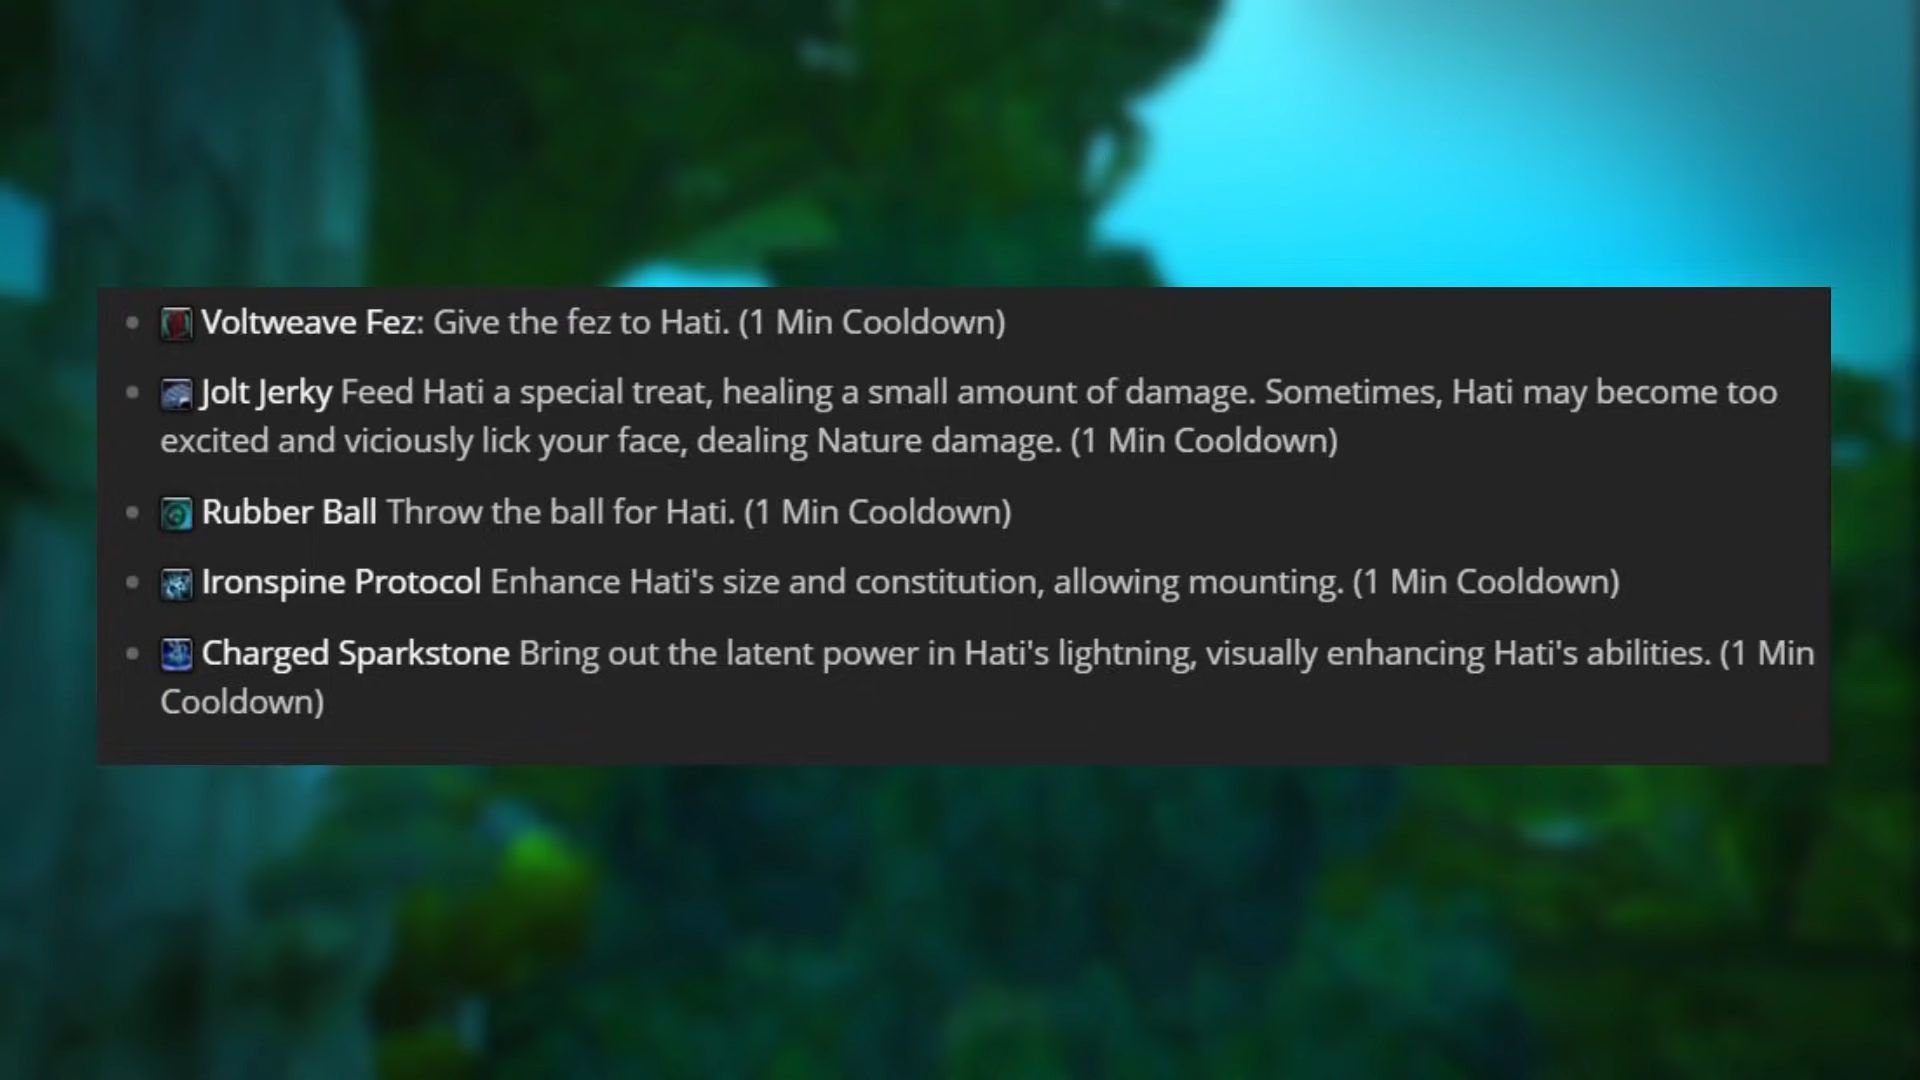 Voltweave Fez: Give the fez to Hati. (1 Min Cooldown)
Jolt Jerky Feed Hati a special treat, healing a small amount of damage. Sometimes, Hati may become too
excited and viciously lick your face, dealing Nature damage. (1 Min Cooldown)
Rubber Ball Throw the ball for Hati. (1 Min Cooldown)
Ironspine Protocol Enhance Hati's size and constitution, allowing mounting. (1 Min Cooldown)
Charged Sparkstone Bring out the latent power in Hati's lightning, visually enhancing Hati's abilities. (1 Min
Cooldown)